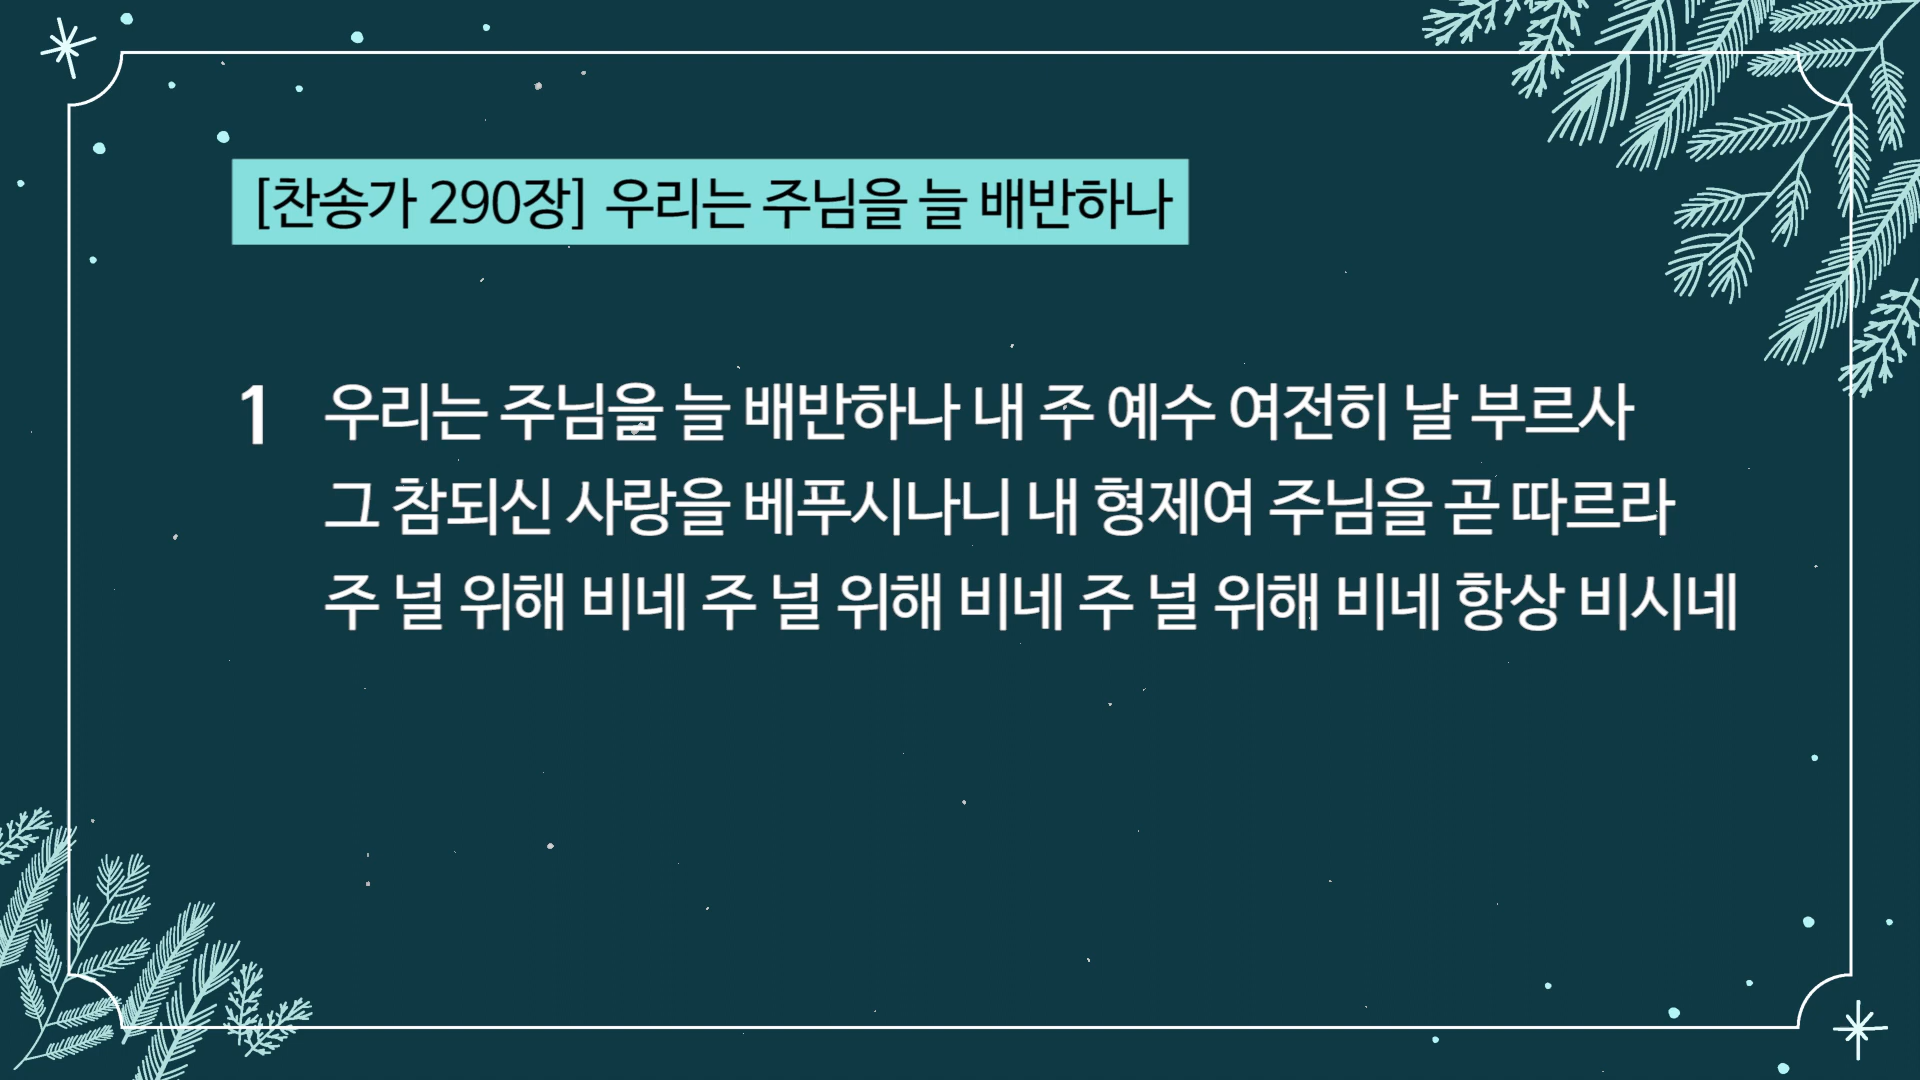 [찬송가 290장] 우리는 주님을 늘 배반하나
1 우리는 주님을 늘 배반하나 내 주 예수 여전히 날 부르사
그 참되신 사랑을 베푸시나니 내 형제여 주님을 곧 따르라
주 널 위해 비네 주 널 위해 비네 주 널 위해 비네 항상 비시네